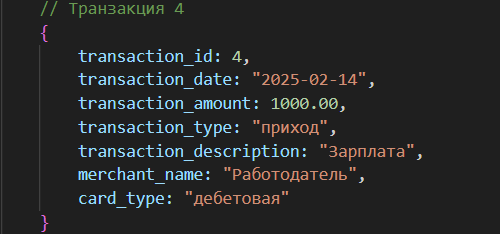 // Транзакция 4
{
transaction_id: 4,
transaction_date: "2025-02-14",
transaction_amount: 1000.00,
transaction_type: "приход",
transaction_description: "Зарплата",
merchant_name: "Работодатель",
card_type: "дебетовая"
}